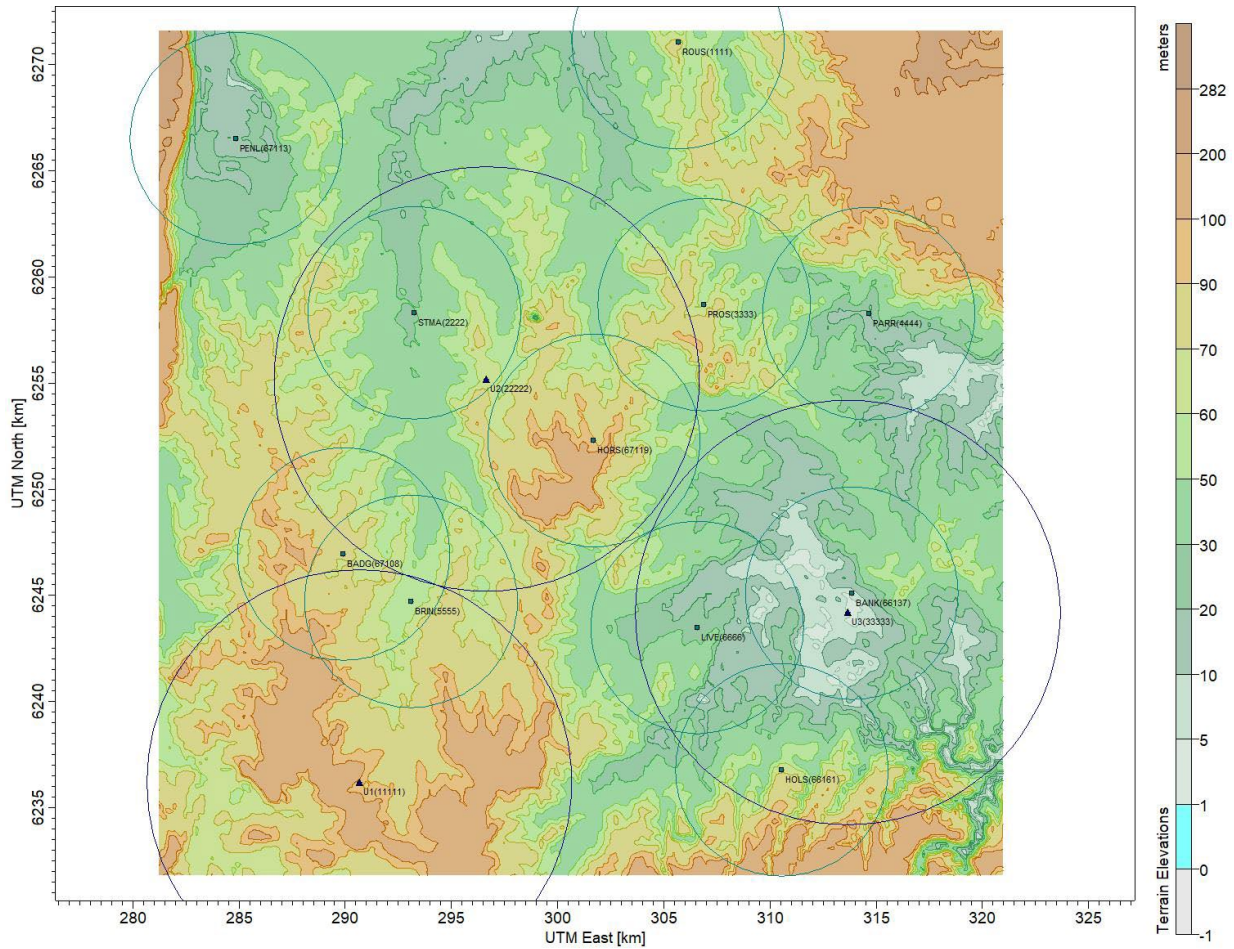 meters
282
200
100
90
70
60
50
30
20
10
5
1
0
-1
Terrain Elevations
ROUS(1111)
PENL(67113)
STMA(2222)
PROS(3333)
PARR(4444)
U2(22222)
HORS(67119)
BADG(67108)
BRIN(5555)
BANK(66137)
U3(33333)
LIVE(6666)
HOLS(66161)
U1(11111)
UTM North [km]
6270
6265
6260
6255
6250
6245
6240
6235
280
285
290
295
300
305
310
315
320
325
UTM East [km]